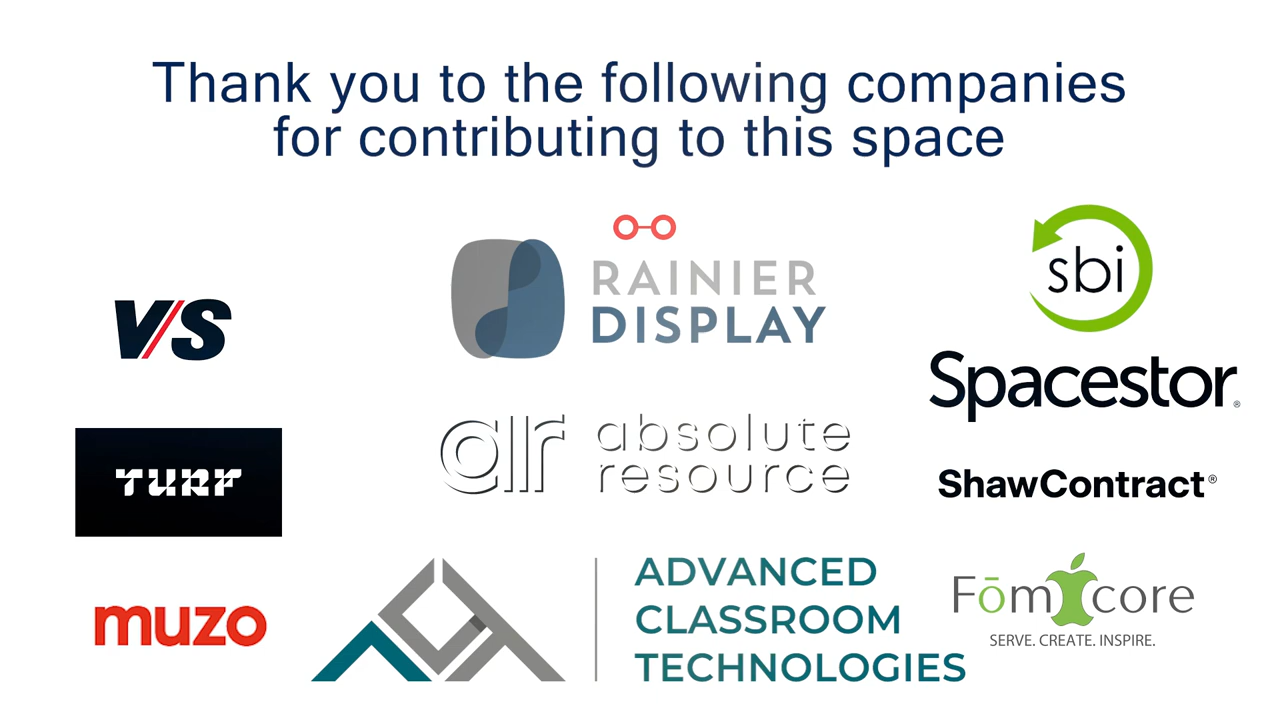 Thank you to the following companies
for contributing to this space
V/S
RAINIER
DISPLAY
sbi
Spacestor®
TURF
ar absolute
resource
ShawContract®
muzo
ADVANCED
CLASSROOM
TECHNOLOGIES
Fōmcore
SERVE. CREATE. INSPIRE.